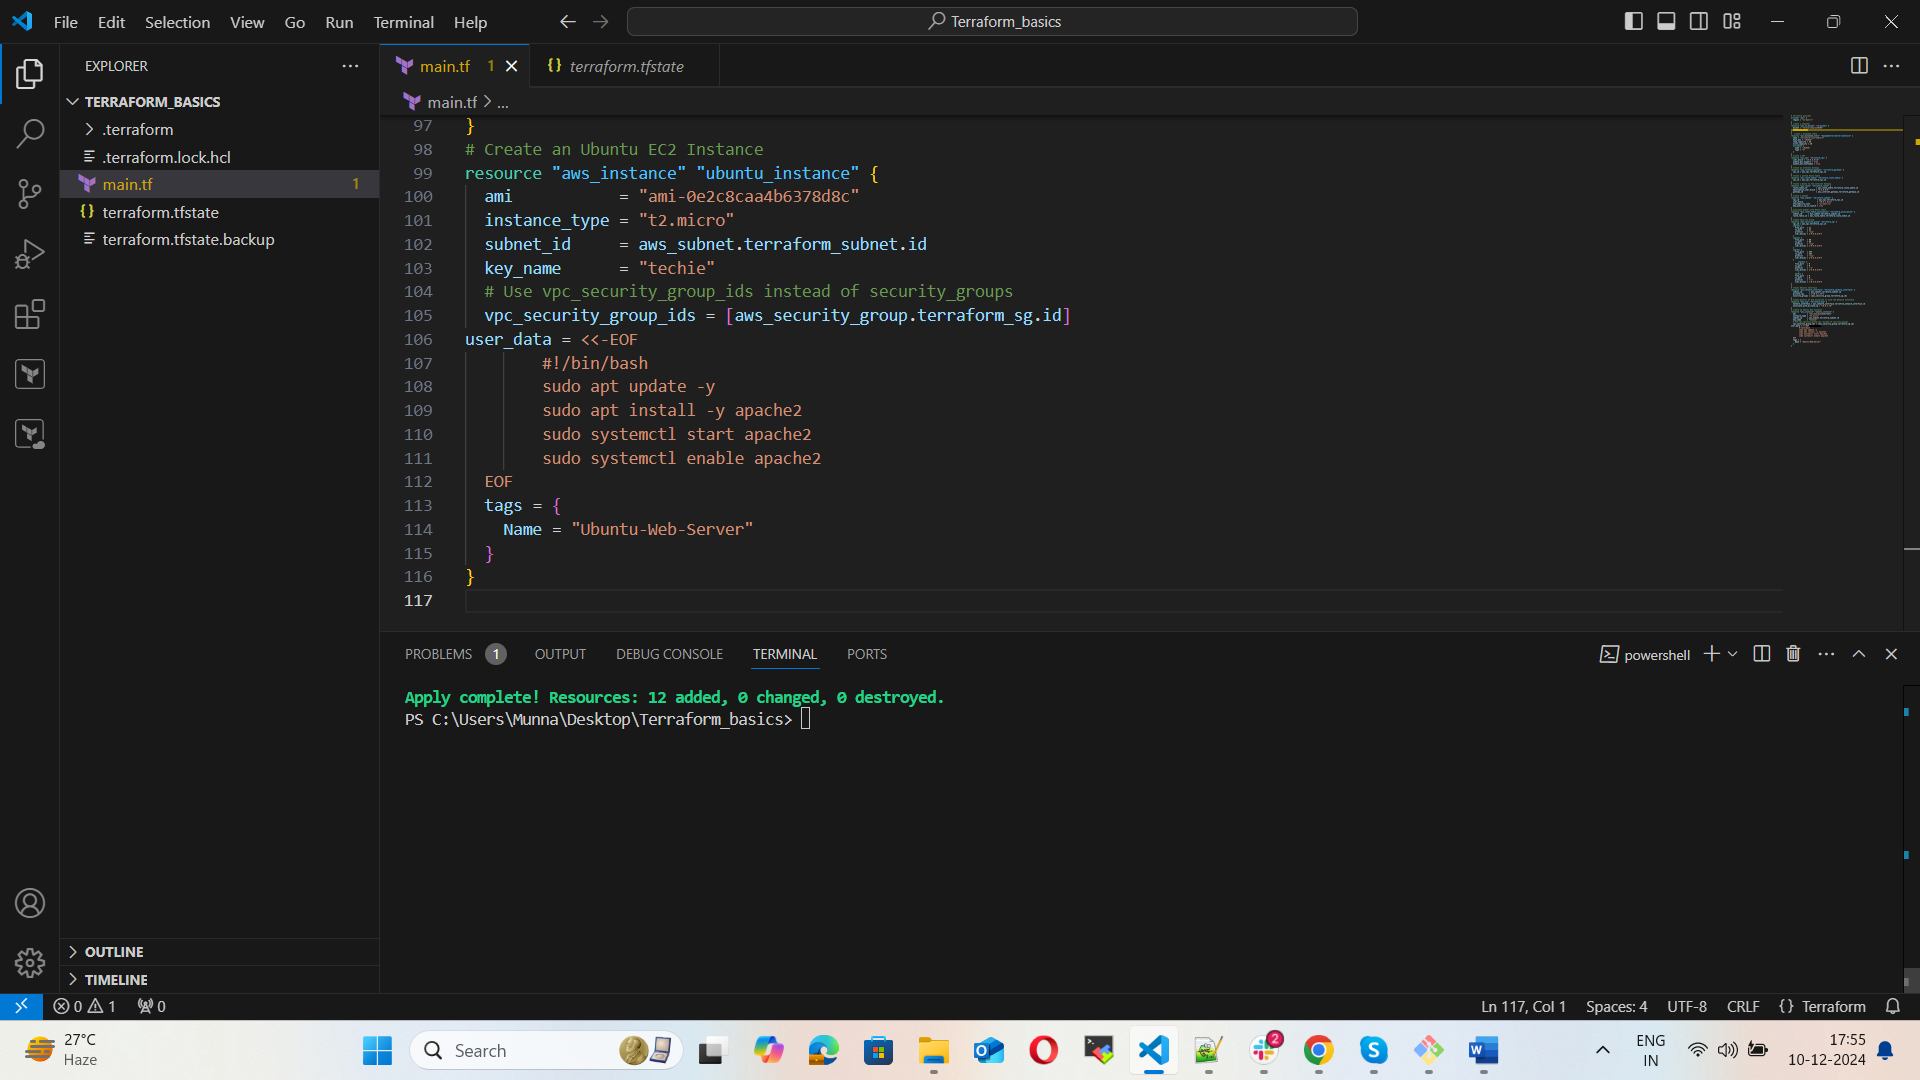 File Edit Selection View Go Run Terminal Help
Terraform_basics
EXPLORER
TERRAFORM_BASICS
.terraform
.terraform.lock.hcl
main.tf 1
terraform.tfstate
terraform.tfstate.backup
OUTLINE
TIMELINE
main.tf 1
terraform.tfstate
main.tf > ...
97 }
98 # Create an Ubuntu EC2 Instance
99 resource "aws_instance" "ubuntu_instance" {
100 ami = "ami-0e2c8caa4b6378d8c"
101 instance_type = "t2.micro"
102 subnet_id = aws_subnet.terraform_subnet.id
103 key_name = "techie"
104 # Use vpc_security_group_ids instead of security_groups
105 vpc_security_group_ids = [aws_security_group.terraform_sg.id]
106 user_data = <<-EOF
107 #!/bin/bash
108 sudo apt update -y
109 sudo apt install -y apache2
110 sudo systemctl start apache2
111 sudo systemctl enable apache2
112 EOF
113 tags = {
114 Name = "Ubuntu-Web-Server"
115 }
116 }
117
PROBLEMS 1 OUTPUT DEBUG CONSOLE TERMINAL PORTS
powershell
Apply complete! Resources: 12 added, 0 changed, 0 destroyed.
PS C:\Users\Munna\Desktop\Terraform_basics>
0 1 0
Ln 117, Col 1 Spaces: 4 UTF-8 CRLF {} Terraform
27°C
Haze
Search
2
ENG
IN
17:55
10-12-2024